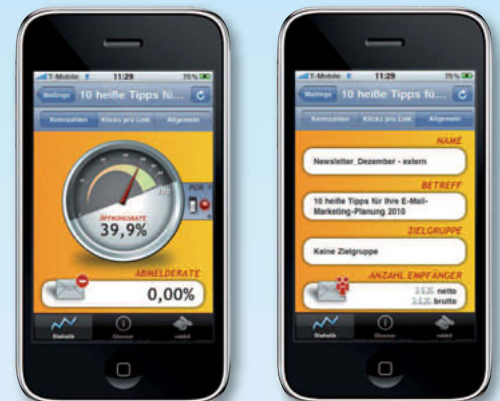 T-Mobile 11:29 75%
Mailings 10 heiße Tipps fü...
Kennzahlen Klicks pro Link Allgemein
ÖFFNUNGSRATE
39,9%
ABMELDERATE
0,00%
Statistik Glossar rabbit
T-Mobile 11:29 75%
Mailings 10 heiße Tipps fü...
Kennzahlen Klicks pro Link Allgemein
NAME
Newsletter_Dezember - extern
BETREFF
10 heiße Tipps für Ihre E-Mail-
Marketing-Planung 2010
ZIELGRUPPE
Keine Zielgruppe
ANZAHL EMPFÄNGER
netto
brutto
Statistik Glossar rabbit